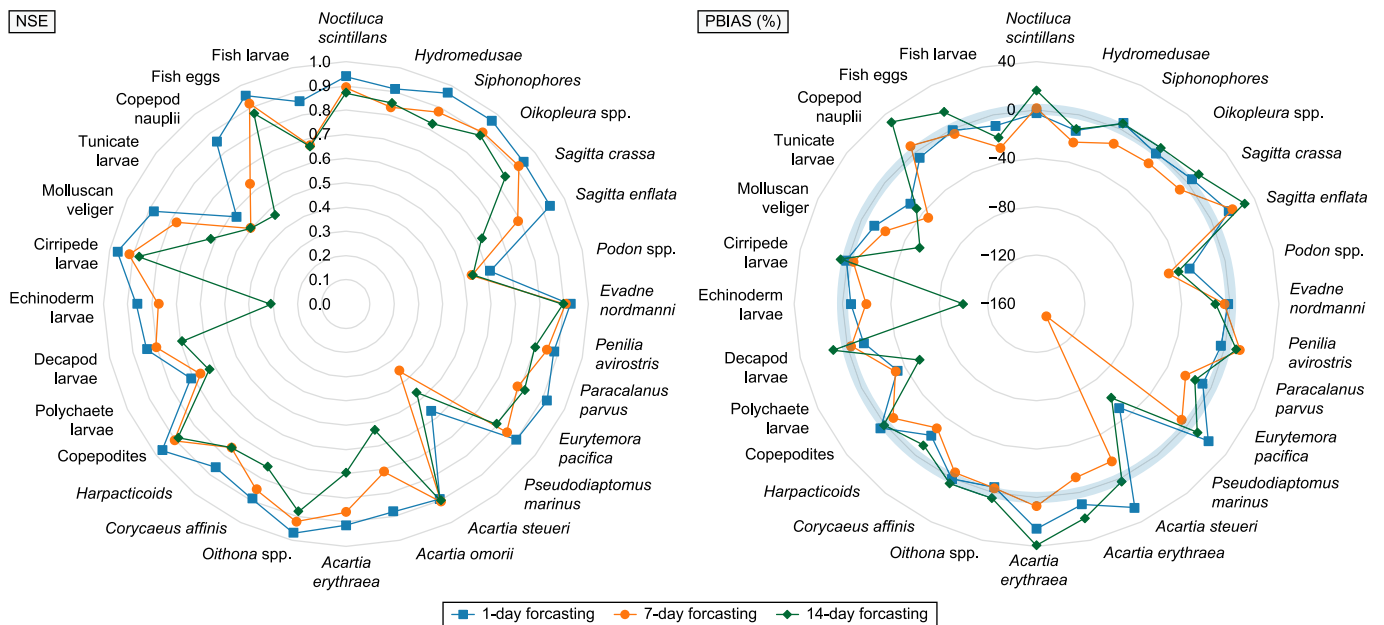 NSE
Noctiluca
scintillans
Hydromedusae
Siphonophores
Oikopleura spp.
Sagitta crassa
Sagitta enflata
Podon spp.
Evadne
nordmanni
Penilia
avirostris
Paracalanus
parvus
Eurytemora
pacifica
Pseudodiaptomus
marinus
Acartia steueri
Acartia omorii
Acartia
erythraea
Oithona spp.
Corycaeus affinis
Harpacticoids
Copepodites
Polychaete
larvae
Decapod
larvae
Echinoderm
larvae
Cirripede
larvae
Molluscan
veliger
Tunicate
larvae
Copepod
nauplii
Fish eggs
Fish larvae
1.0
0.9
0.8
0.7
0.6
0.5
0.4
0.3
0.2
0.1
0.0
PBIAS (%)
Noctiluca
scintillans
Hydromedusae
Siphonophores
Oikopleura spp.
Sagitta crassa
Sagitta enflata
Podon spp.
Evadne
nordmanni
Penilia
avirostris
Paracalanus
parvus
Eurytemora
pacifica
Pseudodiaptomus
marinus
Acartia steueri
Acartia erythraea
Acartia
erythraea
Oithona spp.
Corycaeus affinis
Harpacticoids
Copepodites
Polychaete
larvae
Decapod
larvae
Echinoderm
larvae
Cirripede
larvae
Molluscan
veliger
Tunicate
larvae
Copepod
nauplii
Fish eggs
Fish larvae
40
0
−40
−80
−120
−160
1-day forcasting
7-day forcasting
14-day forcasting